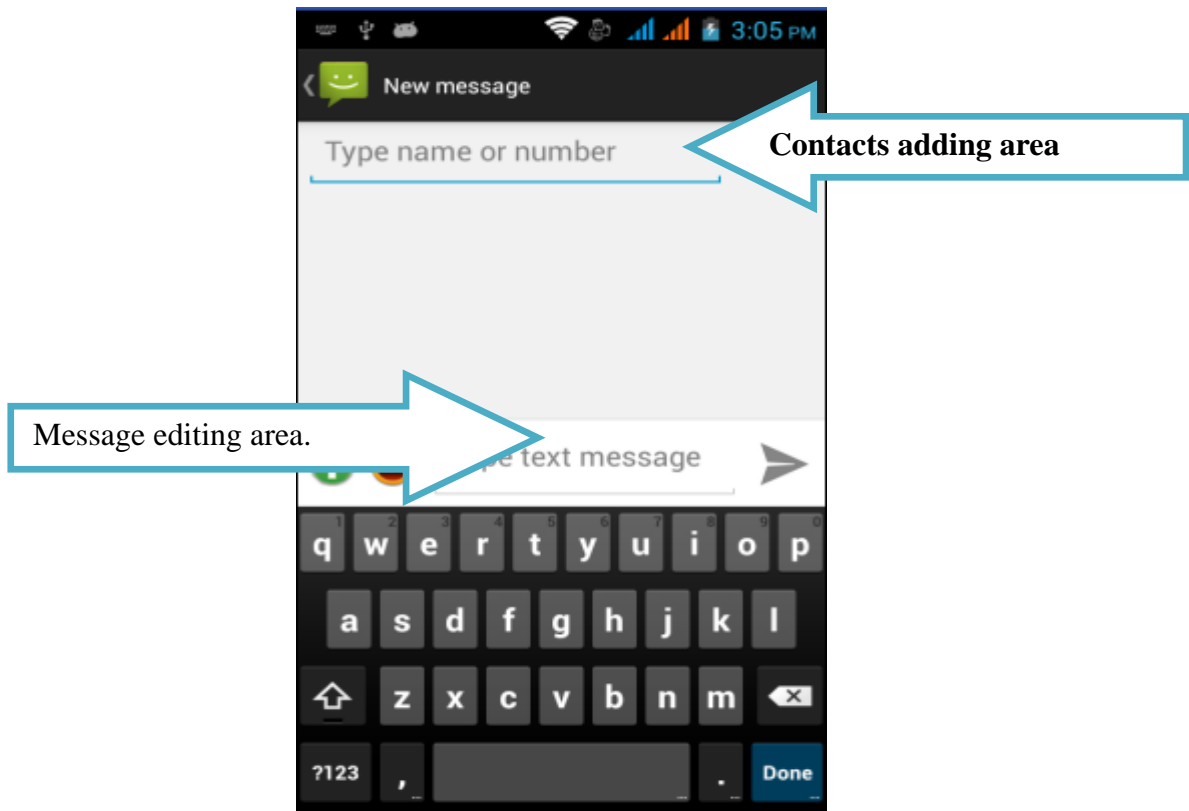 3:05 PM
New message
Type name or number
Contacts adding area
Message editing area.
text message
1 2 3 4 5 6 7 8 9 0
q w e r t y u i o p
a s d f g h j k l
z x c v b n m
?123 , . Done